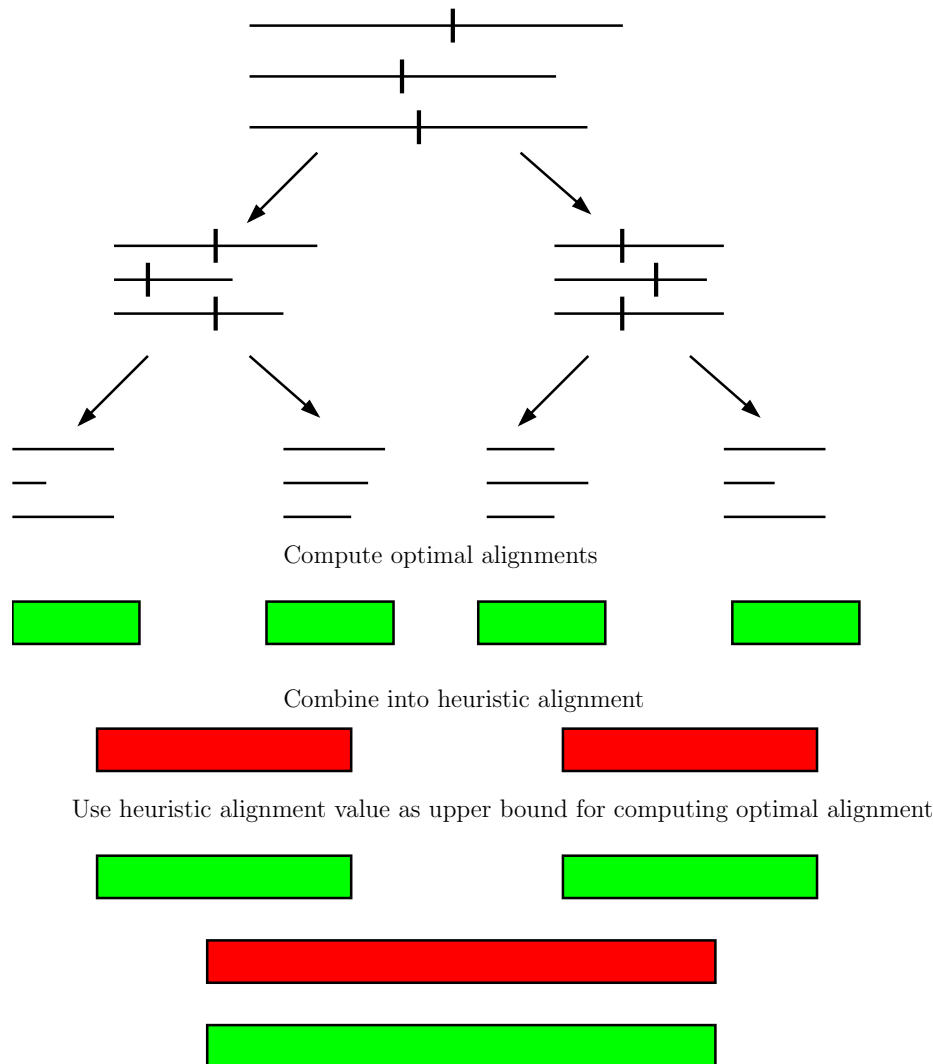 Compute optimal alignments
Combine into heuristic alignment
Use heuristic alignment value as upper bound for computing optimal alignment